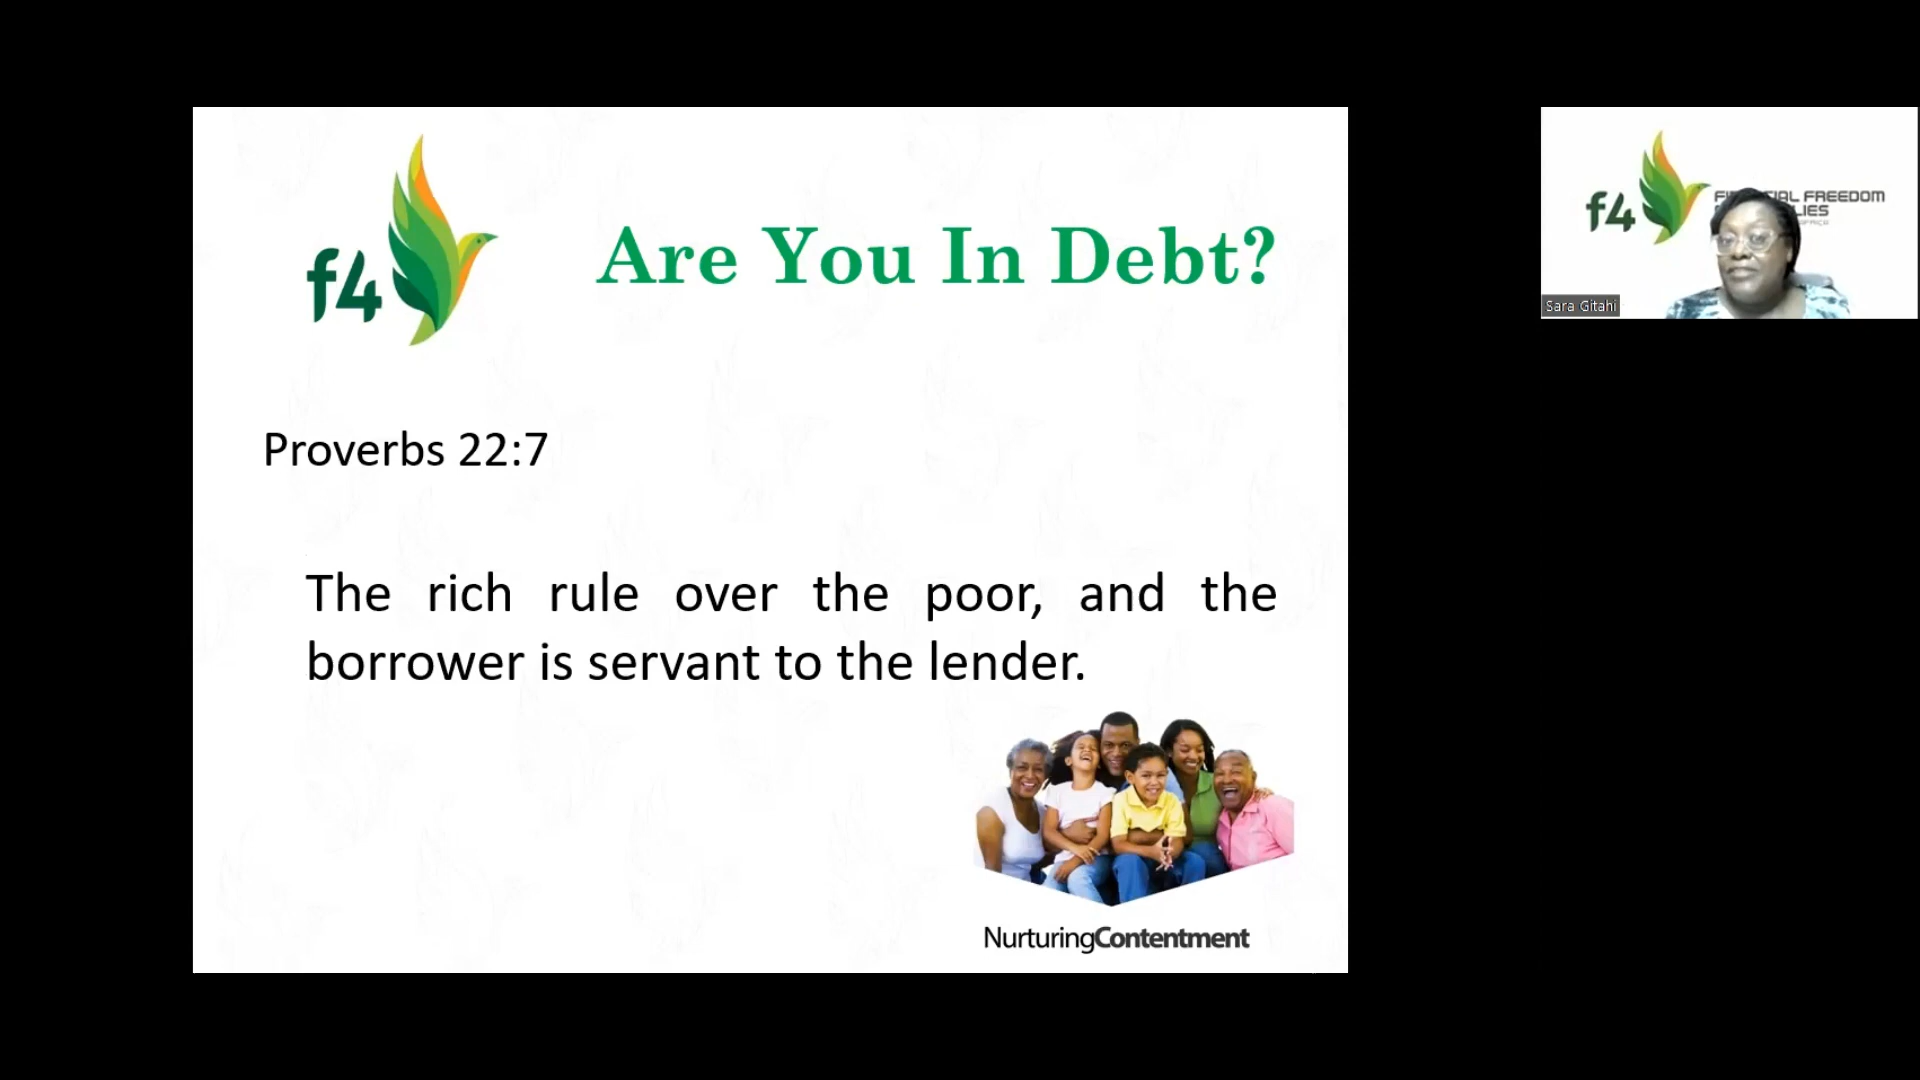 f4
Are You In Debt?
Proverbs 22:7
The rich rule over the poor, and the
borrower is servant to the lender.
NurturingContentment
f4
FREEDOM
Sara Gitahi